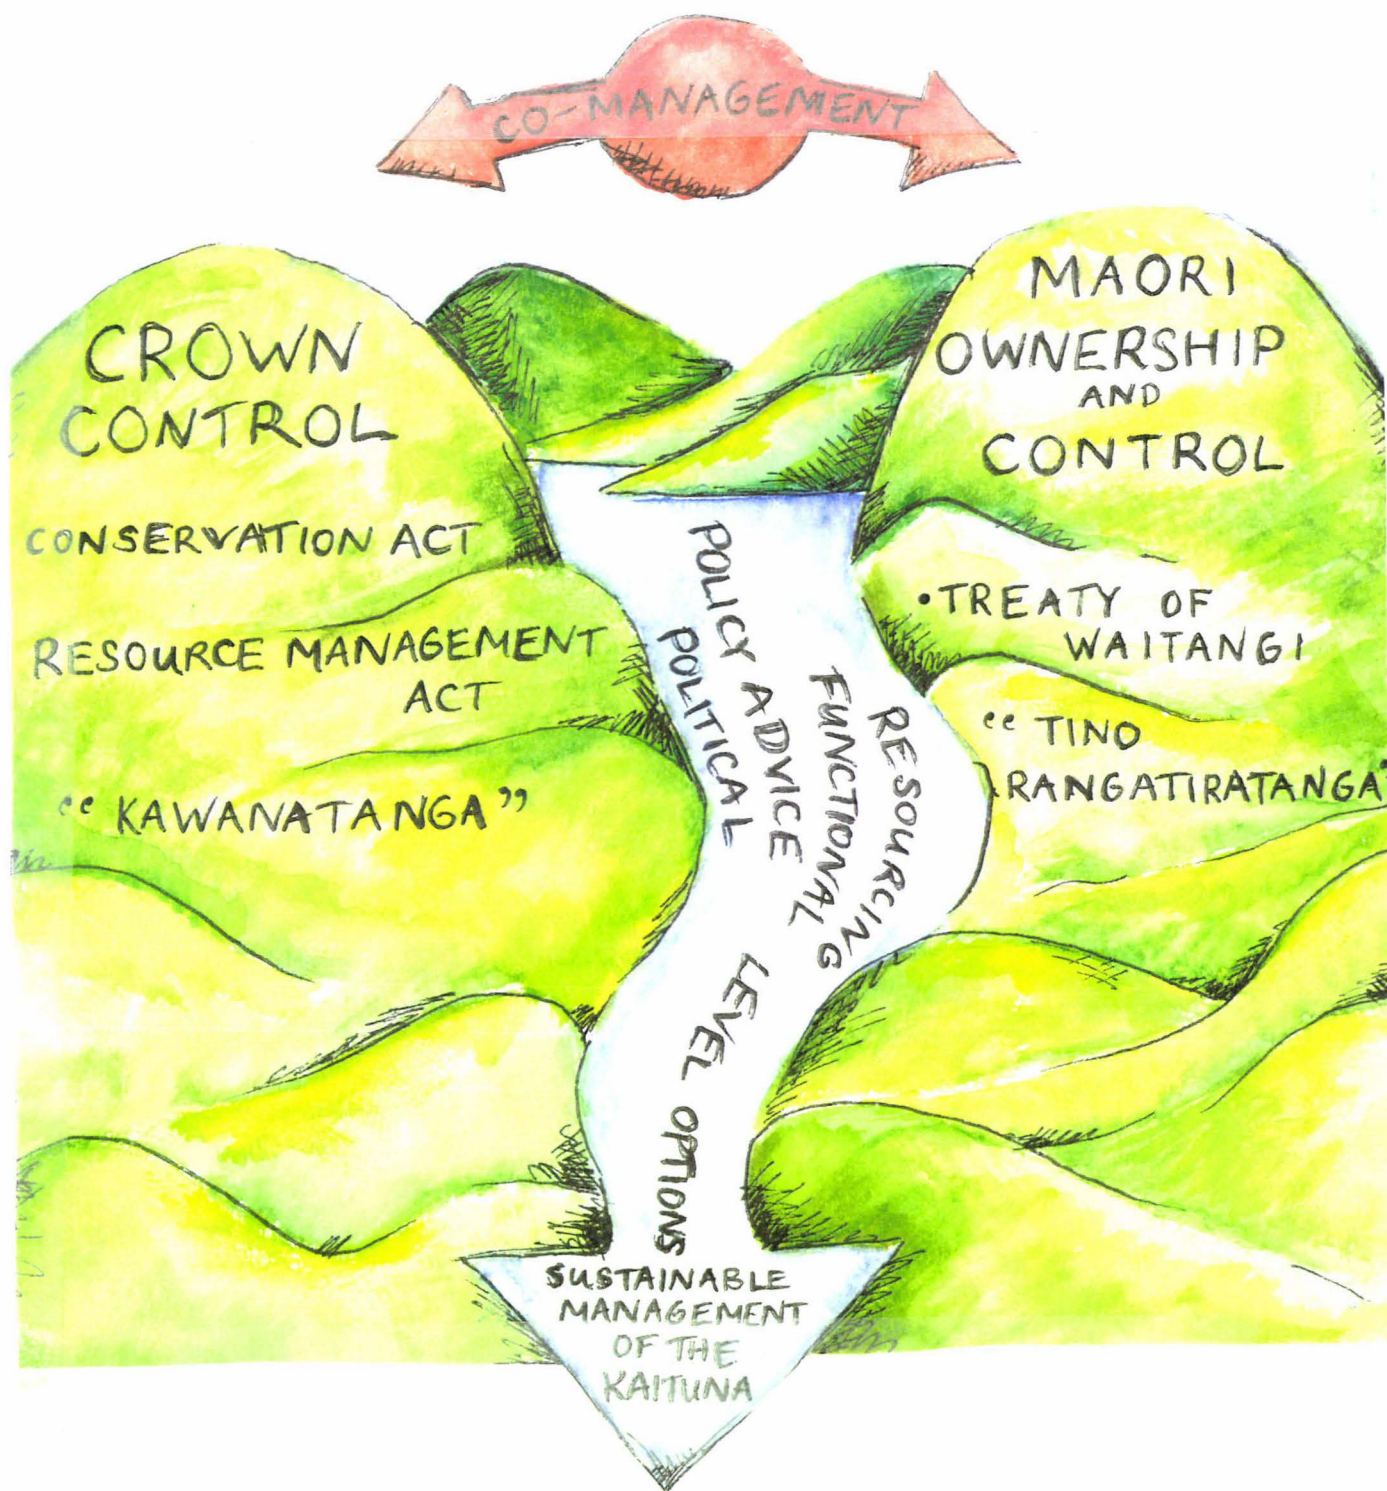 CO-MANAGEMENT
CROWN
CONTROL
CONSERVATION ACT
RESOURCE MANAGEMENT
ACT
“KAWANATANGA”
MAORI
OWNERSHIP
AND
CONTROL
•TREATY OF
WAITANGI
“TINO
RANGATIRATANGA”
POLICY ADVICE
POLITICAL
RESOURCING
FUNCTIONAL
LEVEL OPTIONS
SUSTAINABLE
MANAGEMENT
OF THE
KAITUNA